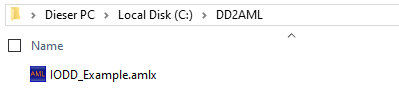 Dieser PC > Local Disk (C:) > DD2AML
Name
AML IODD_Example.amlx